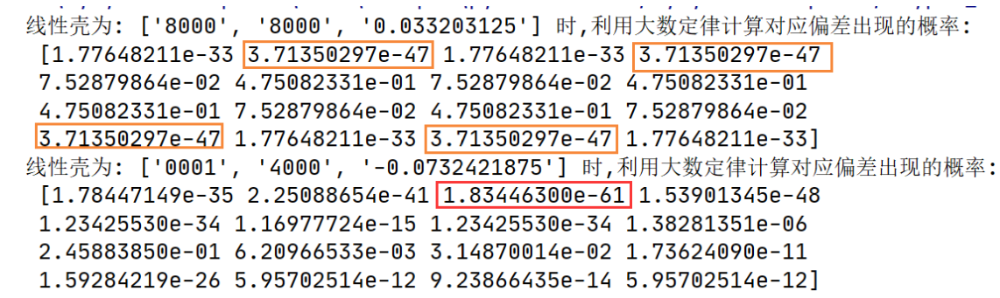 线性壳为: ['8000', '8000', '0.033203125'] 时,利用大数定律计算对应偏差出现的概率:
[1.77648211e-33 3.71350297e-47 1.77648211e-33 3.71350297e-47
7.52879864e-02 4.75082331e-01 7.52879864e-02 4.75082331e-01
4.75082331e-01 7.52879864e-02 4.75082331e-01 7.52879864e-02
3.71350297e-47 1.77648211e-33 3.71350297e-47 1.77648211e-33]
线性壳为: ['0001', '4000', '-0.0732421875'] 时,利用大数定律计算对应偏差出现的概率:
[1.78447149e-35 2.25088654e-41 1.83446300e-61 1.53901345e-48
1.23425530e-34 1.16977724e-15 1.23425530e-34 1.38281351e-06
2.45883850e-01 6.20966533e-03 3.14870014e-02 1.73624090e-11
1.59284219e-26 5.95702514e-12 9.23866435e-14 5.95702514e-12]